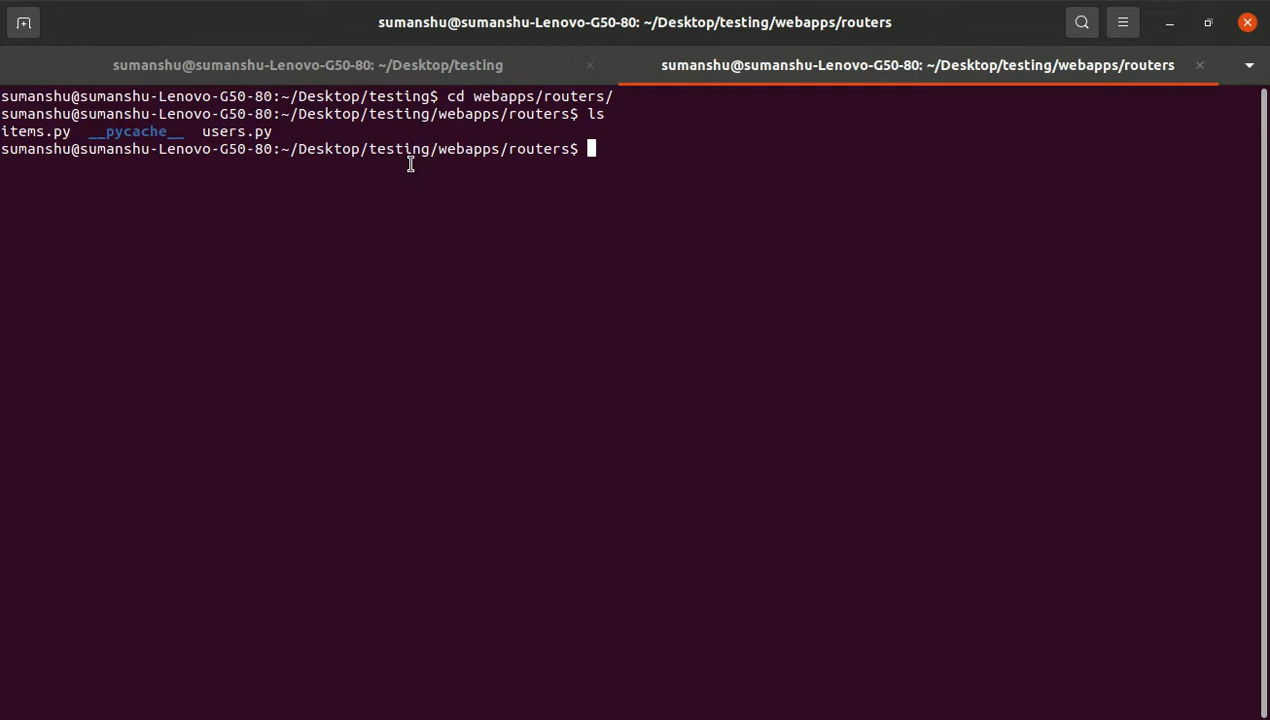 sumanshu@sumanshu-Lenovo-G50-80: ~/Desktop/testing/webapps/routers
sumanshu@sumanshu-Lenovo-G50-80: ~/Desktop/testing
sumanshu@sumanshu-Lenovo-G50-80: ~/Desktop/testing/webapps/routers
sumanshu@sumanshu-Lenovo-G50-80:~/Desktop/testing$ cd webapps/routers/
sumanshu@sumanshu-Lenovo-G50-80:~/Desktop/testing/webapps/routers$ ls
items.py  __pycache__  users.py
sumanshu@sumanshu-Lenovo-G50-80:~/Desktop/testing/webapps/routers$